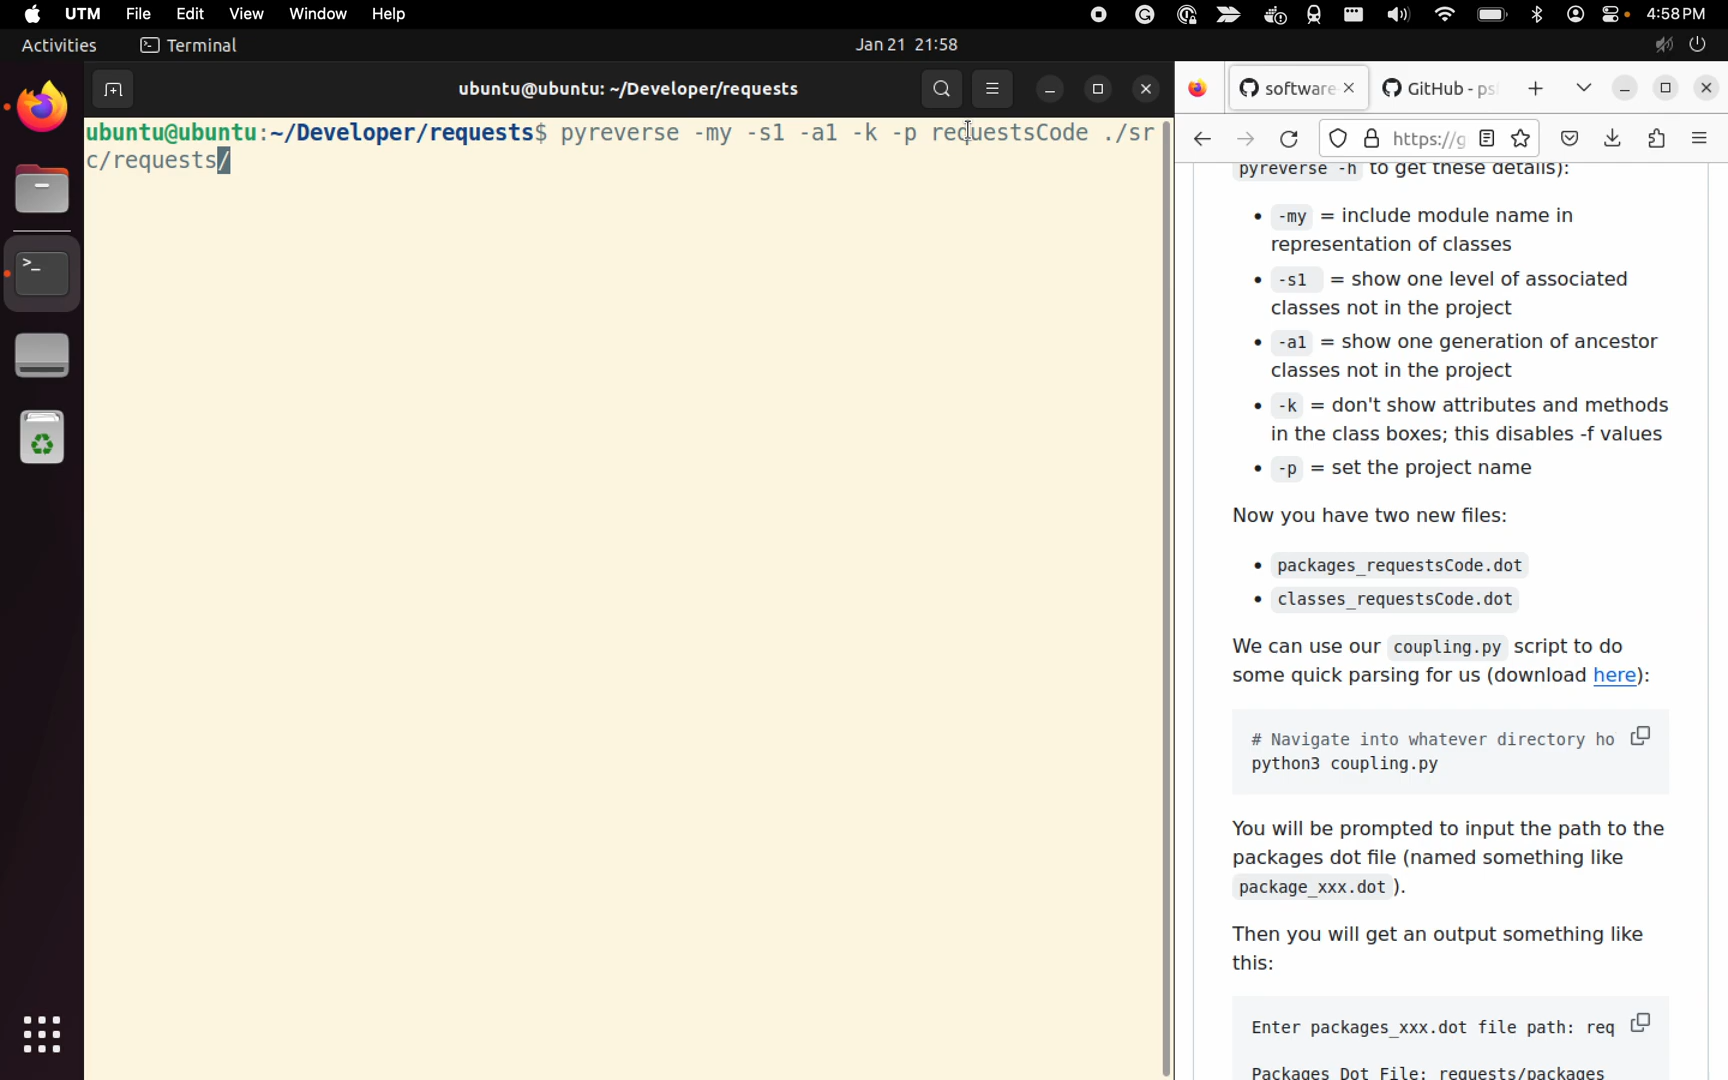 UTM File Edit View Window Help 4:58 PM
Activities Terminal Jan 21 21:58
ubuntu@ubuntu: ~/Developer/requests
software GitHub - ps
https://g
ubuntu@ubuntu:~/Developer/requests$ pyreverse -my -s1 -a1 -k -p requestsCode ./sr
c/requests/
pyreverse -h to get these details):
• -my = include module name in
representation of classes
• -s1 = show one level of associated
classes not in the project
• -a1 = show one generation of ancestor
classes not in the project
• -k = don't show attributes and methods
in the class boxes; this disables -f values
• -p = set the project name
Now you have two new files:
• packages_requestsCode.dot
• classes_requestsCode.dot
We can use our coupling.py script to do
some quick parsing for us (download here):
# Navigate into whatever directory ho
python3 coupling.py
You will be prompted to input the path to the
packages dot file (named something like
package_xxx.dot ).
Then you will get an output something like
this:
Enter packages_xxx.dot file path: req
Packages Dot File: requests/packages